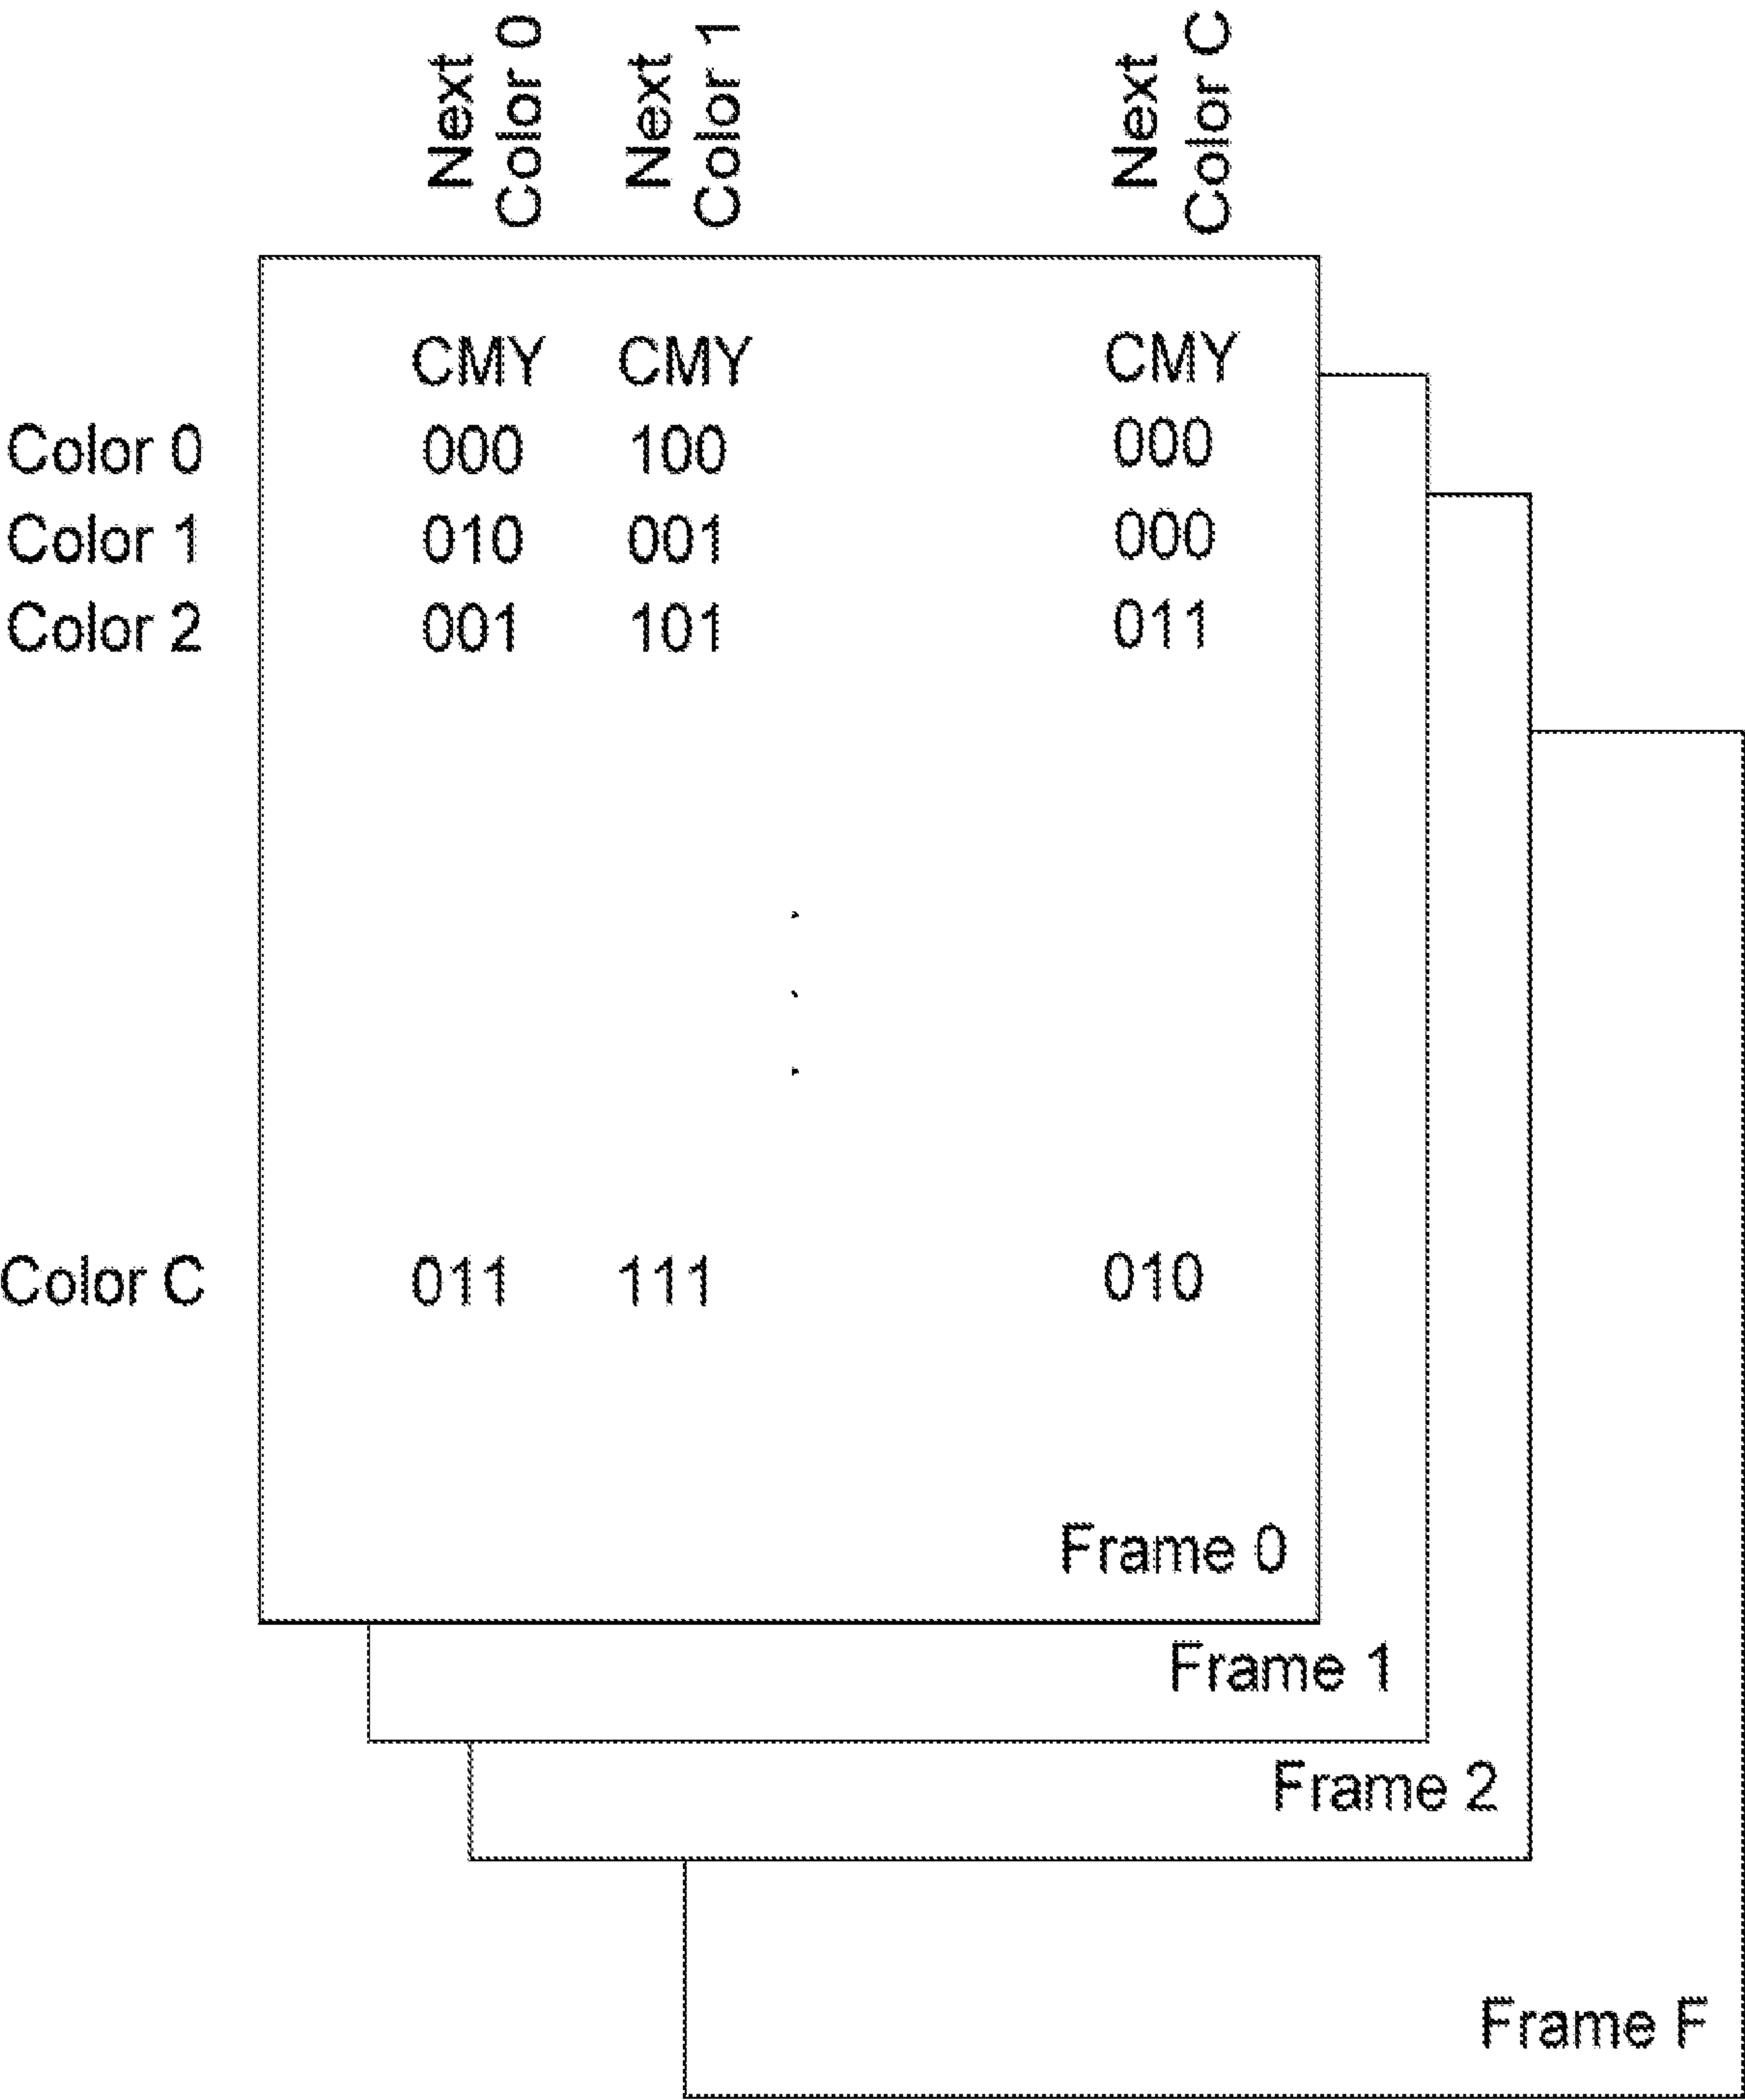 Next
Color 0
Next
Color 1
Next
Color C
CMY CMY CMY
Color 0 000 100 000
Color 1 010 001 000
Color 2 001 101 011
Color C 011 111 010
Frame 0
Frame 1
Frame 2
Frame F